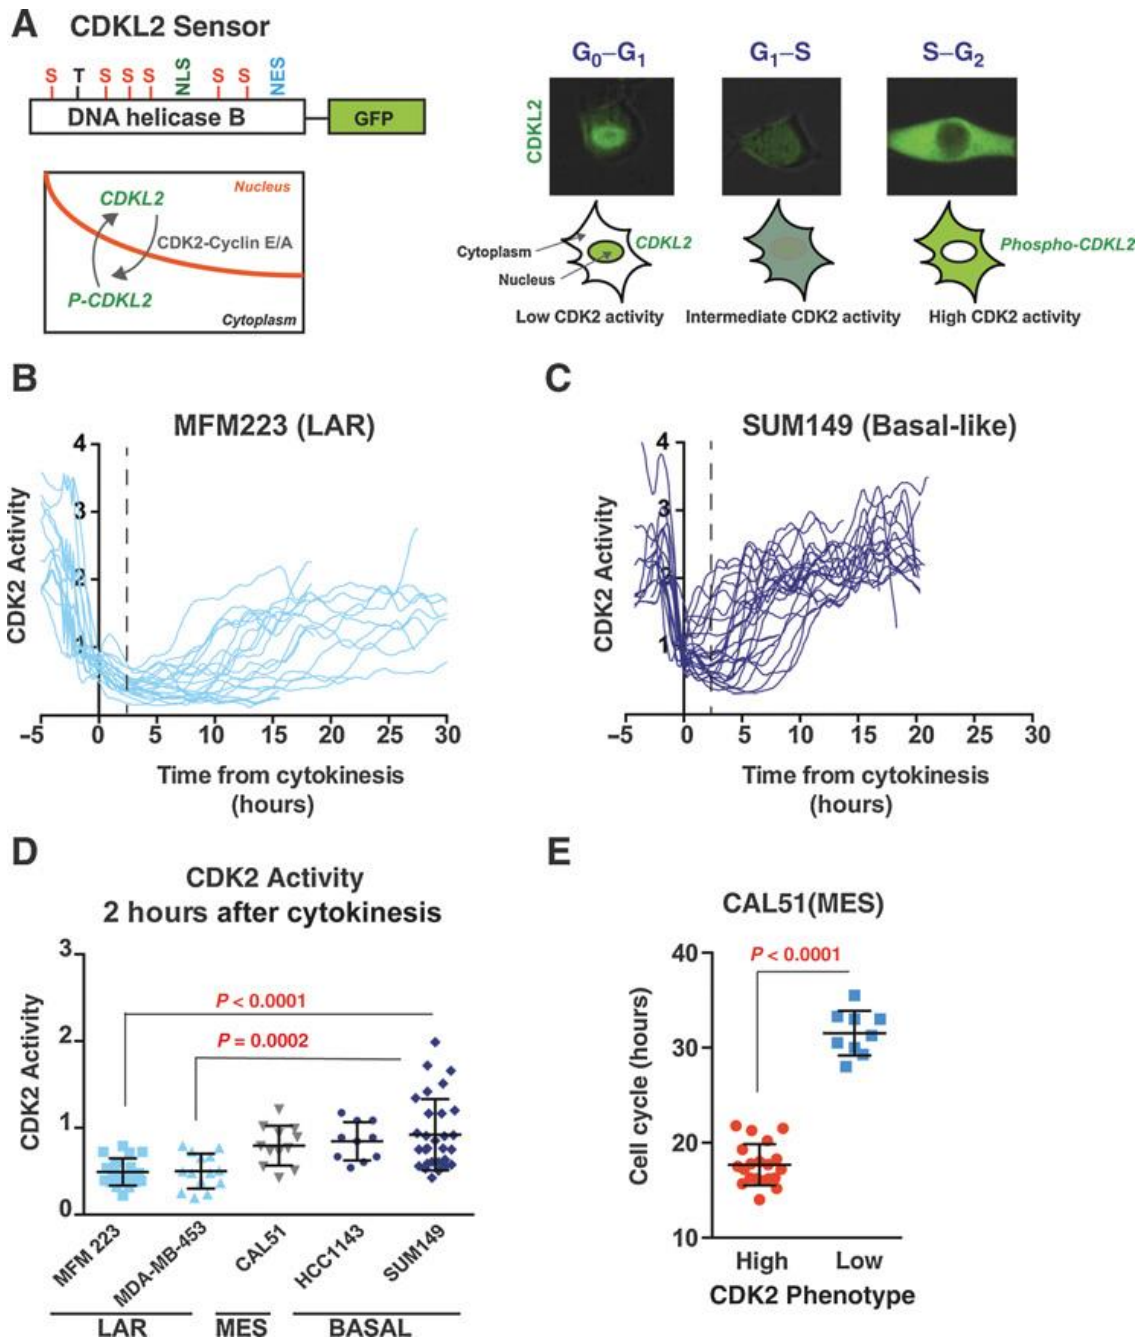 A
CDKL2 Sensor
S T S S S NLS S S NES
DNA helicase B
GFP
Nucleus
CDKL2
CDK2-Cyclin E/A
P-CDKL2
Cytoplasm
G0–G1
G1–S
S–G2
CDKL2
Cytoplasm
Nucleus
CDKL2
Phospho-CDKL2
Low CDK2 activity
Intermediate CDK2 activity
High CDK2 activity
B
MFM223 (LAR)
CDK2 Activity
4
3
2
1
–5 0 5 10 15 20 25 30
Time from cytokinesis
(hours)
C
SUM149 (Basal-like)
CDK2 Activity
4
3
2
1
–5 0 5 10 15 20 25 30
Time from cytokinesis
(hours)
D
CDK2 Activity
2 hours after cytokinesis
CDK2 Activity
3
2
1
0
P < 0.0001
P = 0.0002
MFM 223
MDA-MB-453
CAL51
HCC1143
SUM149
LAR
MES
BASAL
E
CAL51(MES)
Cell cycle (hours)
40
30
20
10
P < 0.0001
High
Low
CDK2 Phenotype